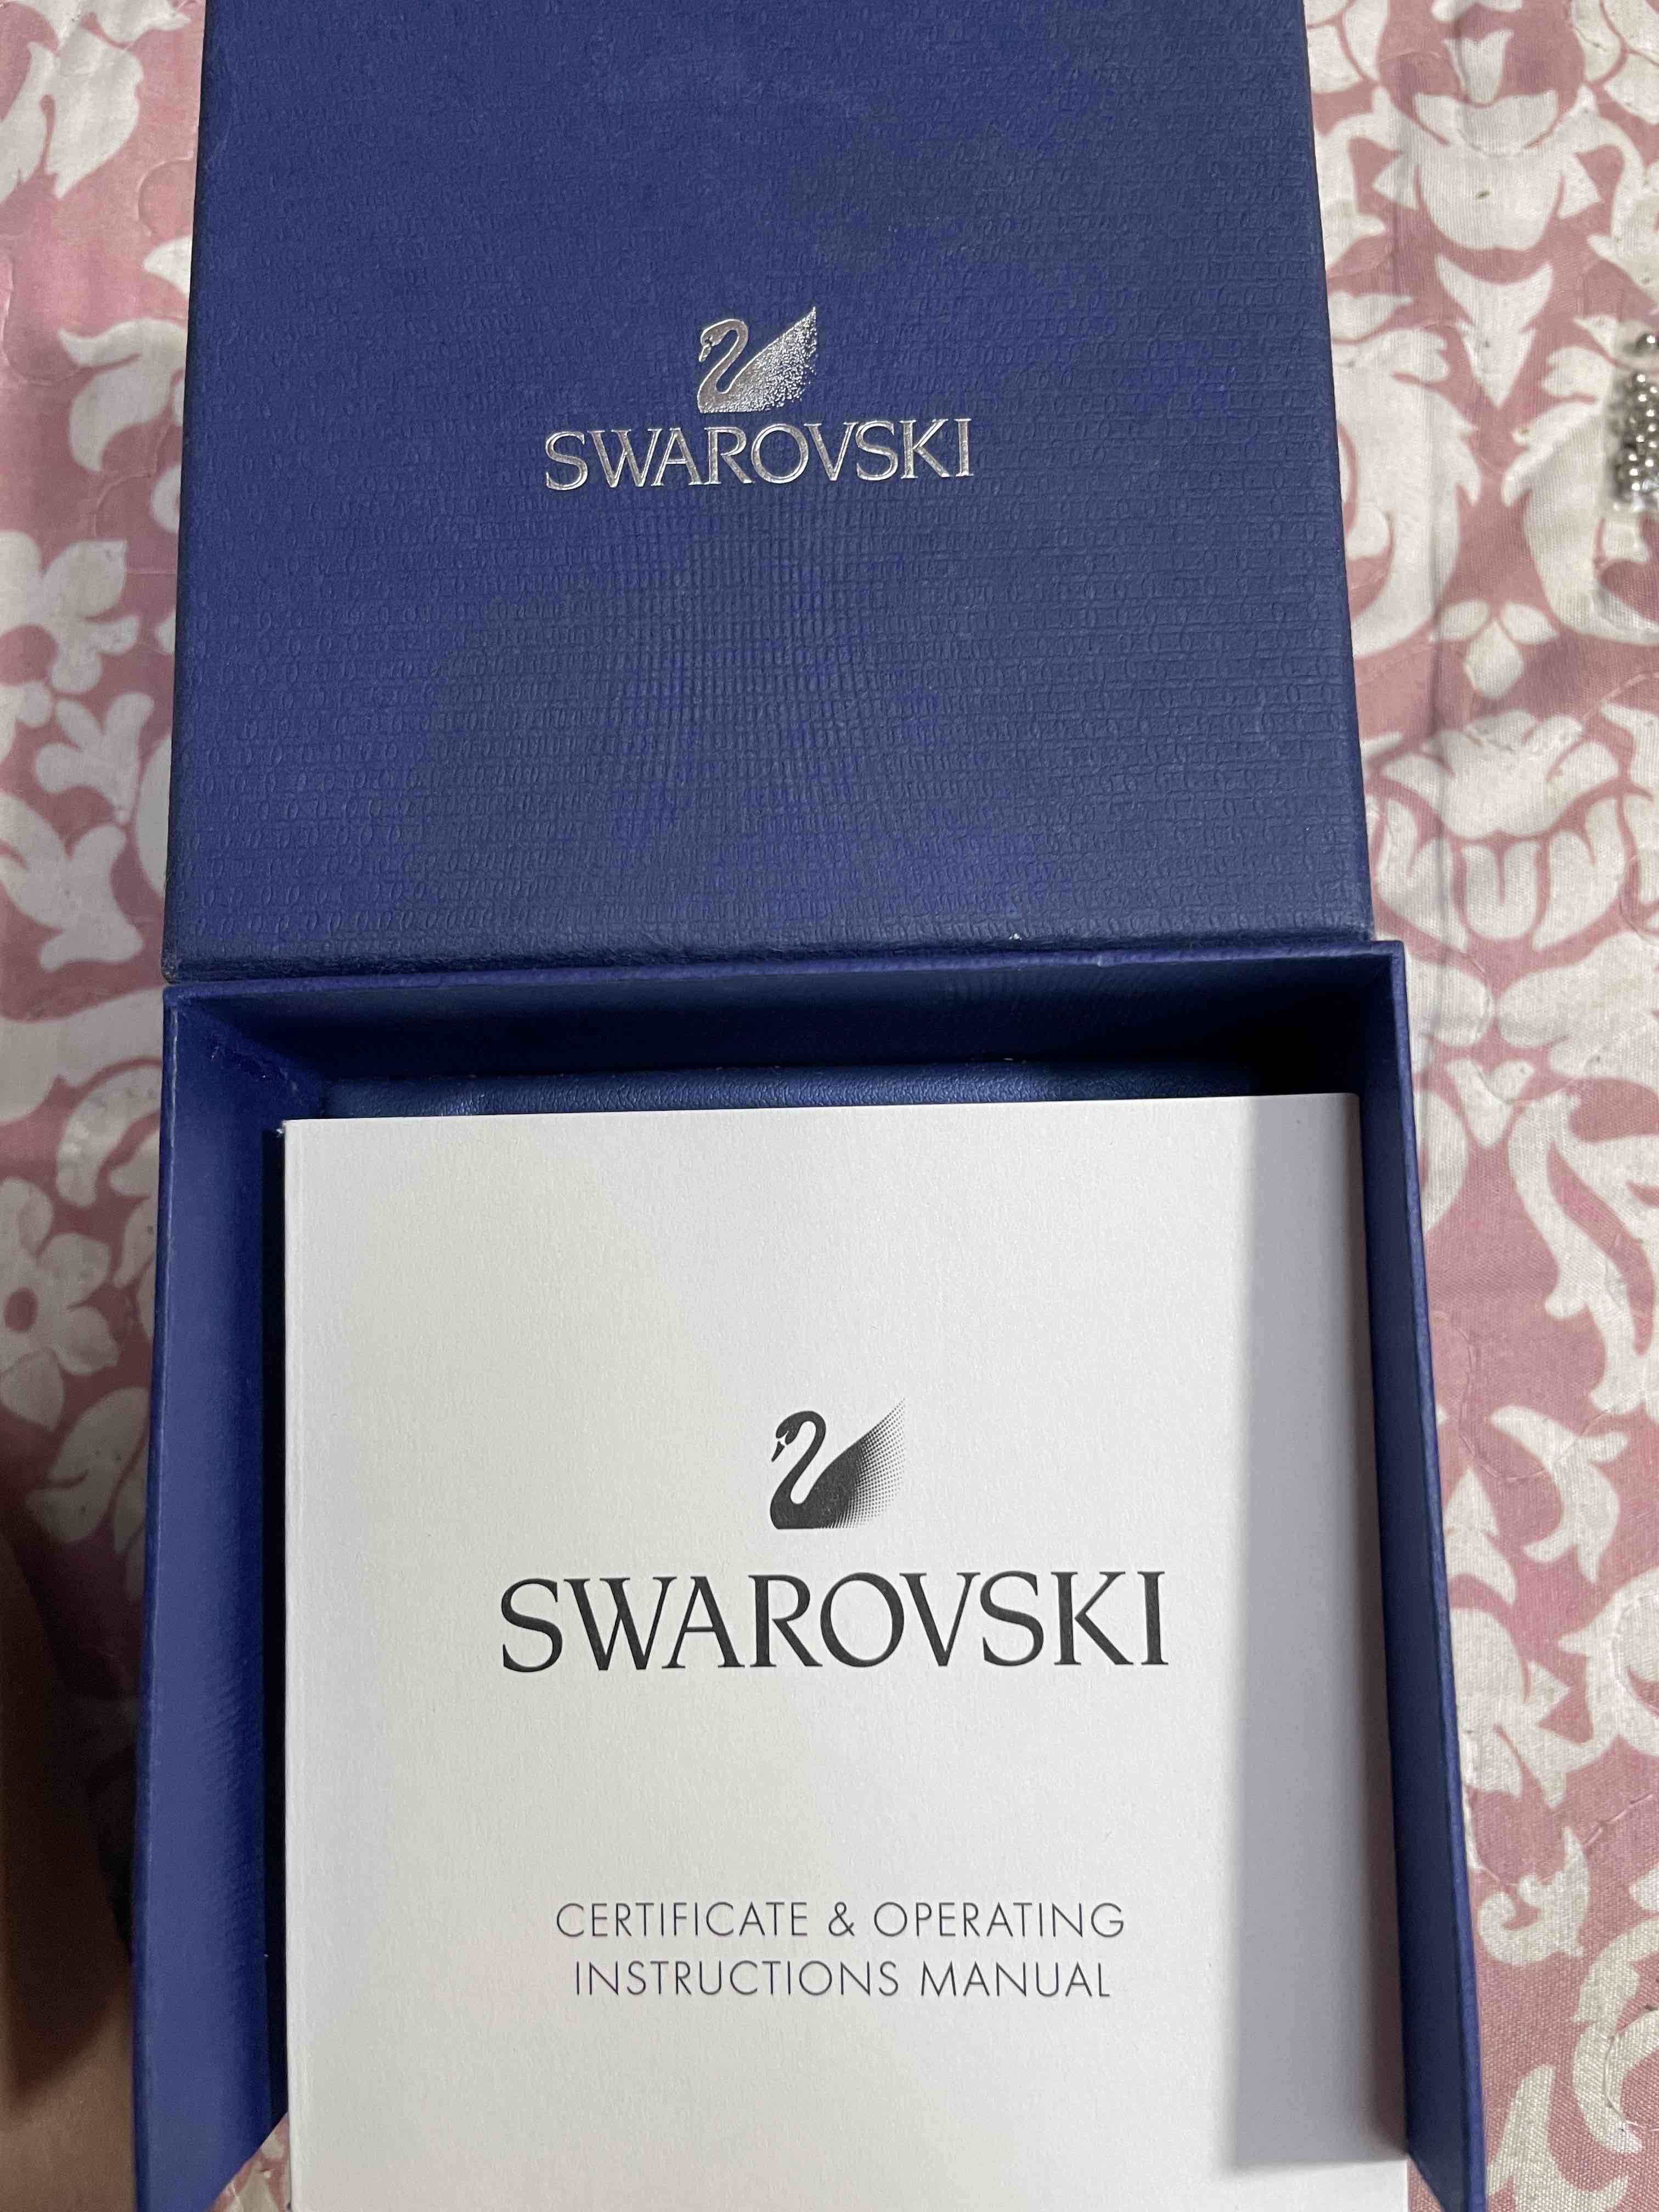 SWAROVSKI
SWAROVSKI
CERTIFICATE & OPERATING
INSTRUCTIONS MANUAL